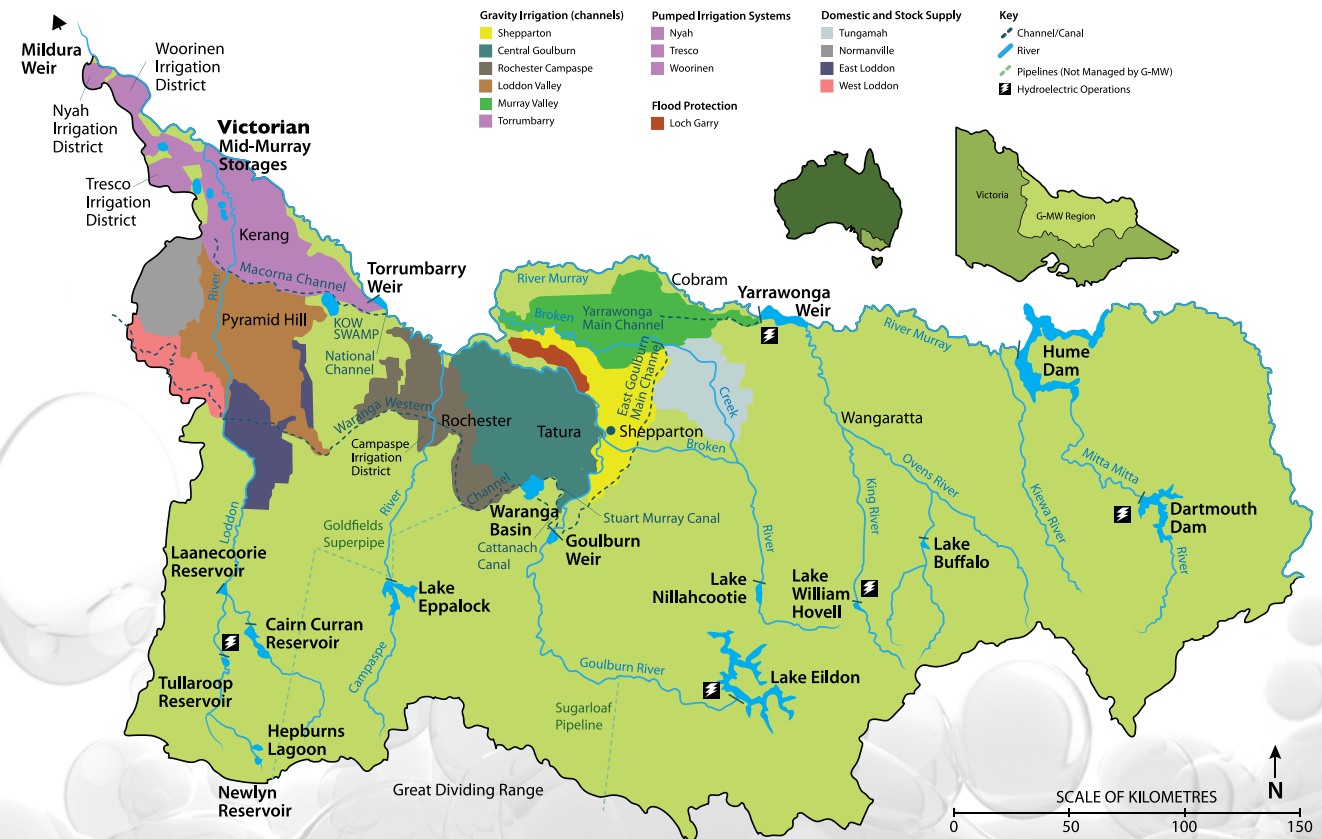 Gravity Irrigation (channels)
Shepparton
Central Goulburn
Rochester Campaspe
Loddon Valley
Murray Valley
Torrumbarry
Pumped Irrigation Systems
Nyah
Tresco
Woorinen
Flood Protection
Loch Garry
Domestic and Stock Supply
Tungamah
Normanville
East Loddon
West Loddon
Key
Channel/Canal
River
Pipelines (Not Managed by G-MW)
Hydroelectric Operations
Mildura
Weir
Woorinen
Irrigation
District
Nyah
Irrigation
District
Victorian
Mid-Murray
Storages
Tresco
Irrigation
District
Kerang
Macorna Channel
River
Torrumbarry
Weir
Pyramid Hill
KOW
SWAMP
National
Channel
Waranga Western
Campaspe
Irrigation
District
Rochester
Tatura
Channel
River Murray
Cobram
Broken
Yarrawonga
Main Channel
Yarrawonga
Weir
East Goulburn
Main Channel
Creek
Shepparton
Broken
Victoria
G-MW Region
River Murray
Hume
Dam
Wangaratta
Ovens River
King River
Kiewa River
Mitta Mitta
Dartmouth
Dam
River
Waranga
Basin
Stuart Murray Canal
Cattanach
Canal
Goulburn
Weir
Goldfields
Superpipe
River
Loddon
Laanecoorie
Reservoir
Lake
Eppalock
Cairn Curran
Reservoir
Tullaroop
Reservoir
Campaspe
Hepburns
Lagoon
Newlyn
Reservoir
River
Lake
Nillahcootie
Lake
William
Hovell
Lake
Buffalo
Goulburn River
Lake Eildon
Sugarloaf
Pipeline
Great Dividing Range
N
SCALE OF KILOMETRES
0 50 100 150